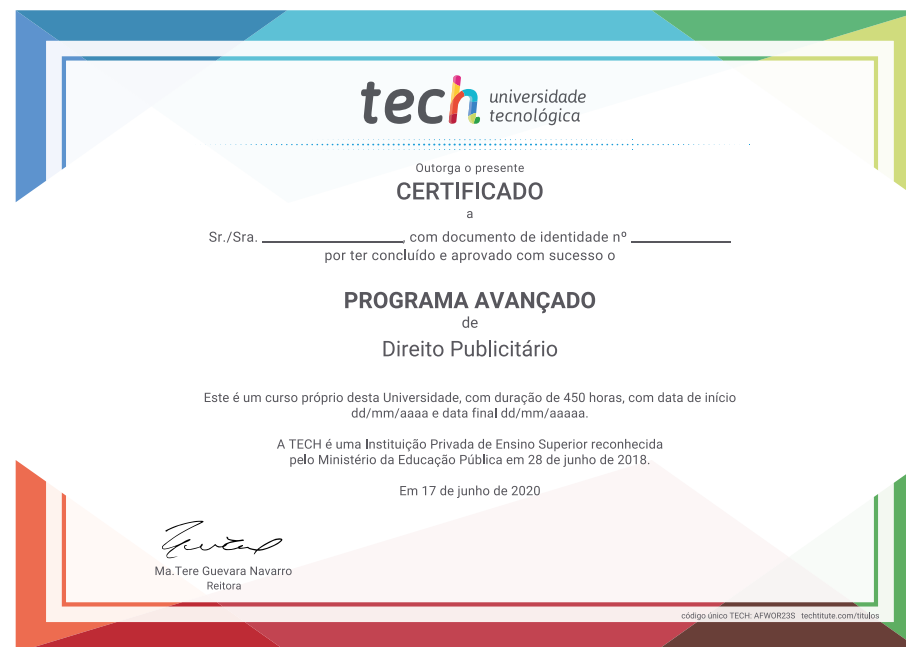 tech universidade
tecnológica
Outorga o presente
CERTIFICADO
a
Sr./Sra. ____________________, com documento de identidade nº ______________
por ter concluído e aprovado com sucesso o
PROGRAMA AVANÇADO
de
Direito Publicitário
Este é um curso próprio desta Universidade, com duração de 450 horas, com data de início
dd/mm/aaaa e data final dd/mm/aaaaa.
A TECH é uma Instituição Privada de Ensino Superior reconhecida
pelo Ministério da Educação Pública em 28 de junho de 2018.
Em 17 de junho de 2020
Ma.Tere Guevara Navarro
Reitora
código único TECH: AFWOR23S techtitute.com/titulos